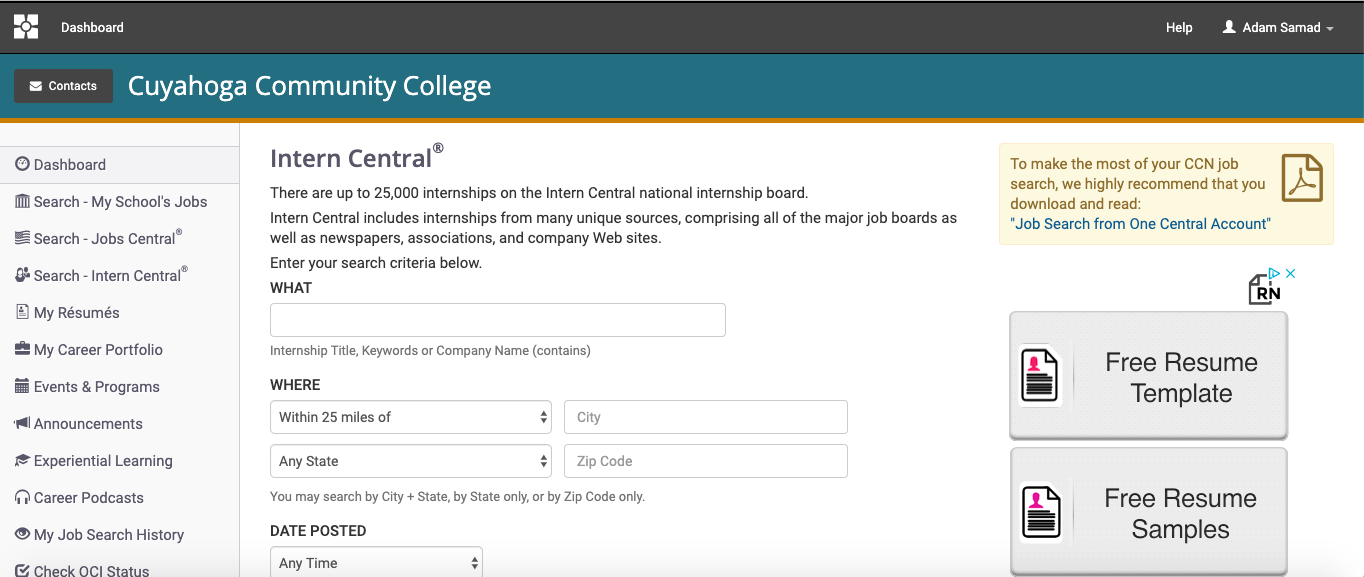 Dashboard
Help
Adam Samad
Contacts
Cuyahoga Community College
Dashboard
Search - My School's Jobs
Search - Jobs Central®
Search - Intern Central®
My Résumés
My Career Portfolio
Events & Programs
Announcements
Experiential Learning
Career Podcasts
My Job Search History
Check OCI Status
Intern Central®
There are up to 25,000 internships on the Intern Central national internship board.
Intern Central includes internships from many unique sources, comprising all of the major job boards as
well as newspapers, associations, and company Web sites.
Enter your search criteria below.
WHAT
Internship Title, Keywords or Company Name (contains)
WHERE
Within 25 miles of
City
Any State
Zip Code
You may search by City + State, by State only, or by Zip Code only.
DATE POSTED
Any Time
To make the most of your CCN job
search, we highly recommend that you
download and read:
"Job Search from One Central Account"
RN
Free Resume
Template
Free Resume
Samples